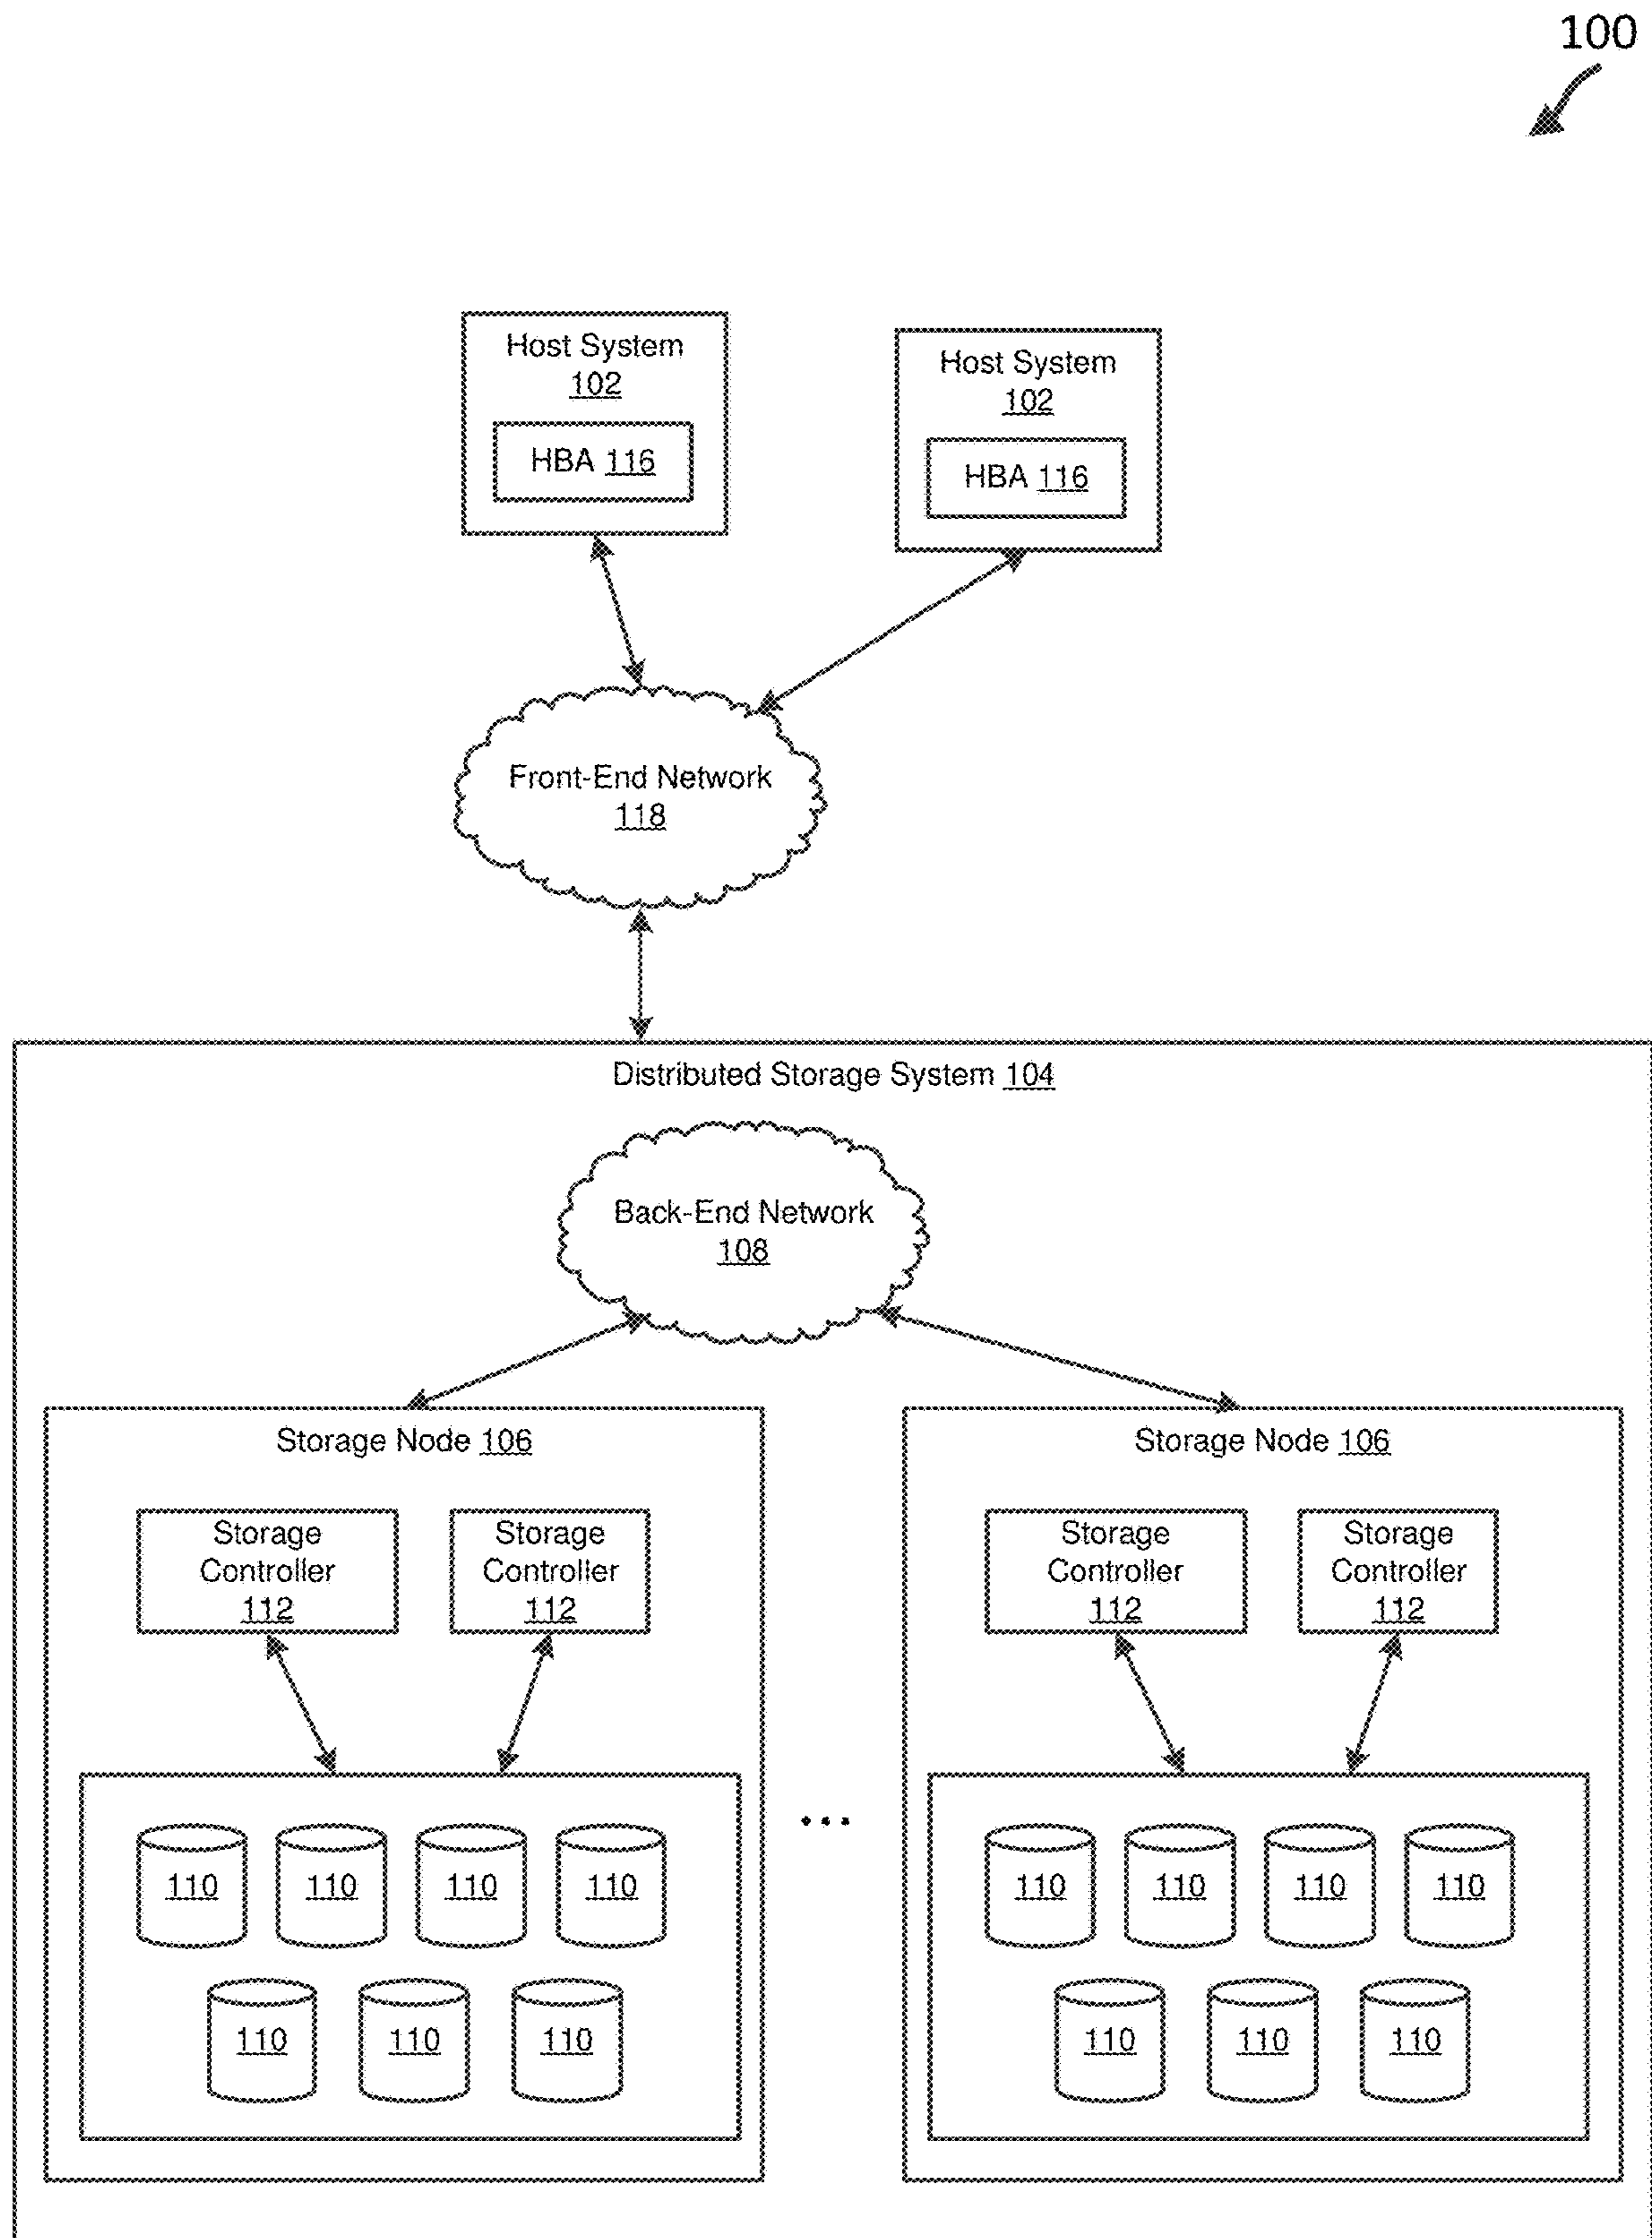 100
Host System
102
HBA 116
Host System
102
HBA 116
Front-End Network
118
Distributed Storage System 104
Back-End Network
108
Storage Node 106
Storage
Controller
112
Storage
Controller
112
110 110 110 110
110 110 110
...
Storage Node 106
Storage
Controller
112
Storage
Controller
112
110 110 110 110
110 110 110